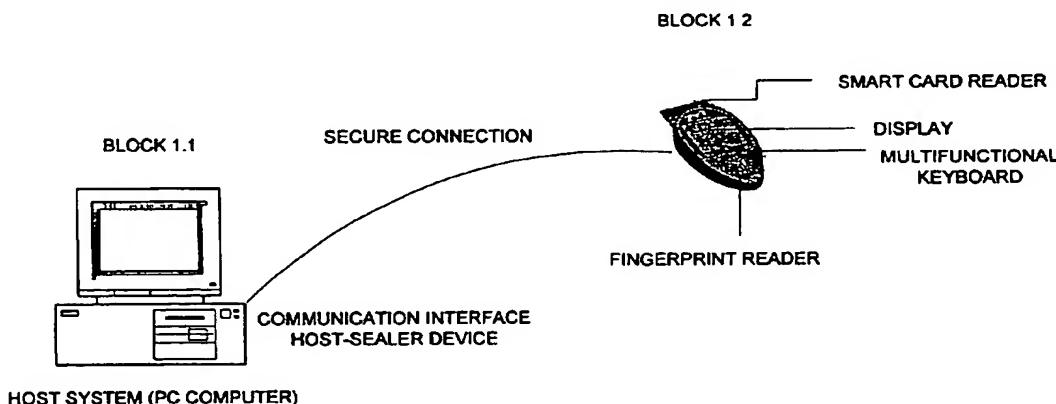 BLOCK 1 2
SMART CARD READER
BLOCK 1.1
SECURE CONNECTION
DISPLAY
MULTIFUNCTIONAL
KEYBOARD
FINGERPRINT READER
COMMUNICATION INTERFACE
HOST-SEALER DEVICE
HOST SYSTEM (PC COMPUTER)